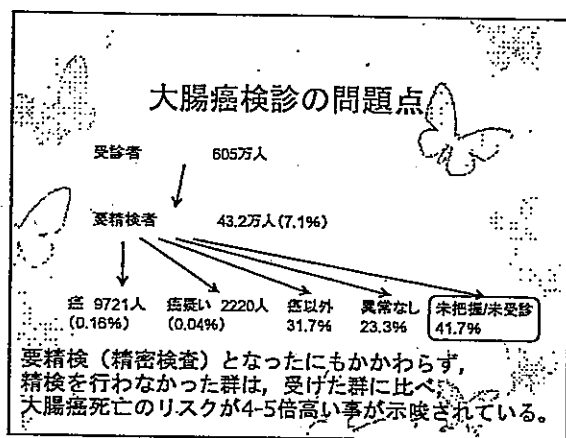 大腸癌検診の問題点
受診者 605万人
要精検者 43.2万人(7.1%)
癌 9721人 癌疑い 2220人 癌以外 異常なし 未把握/未受診
(0.16%) (0.04%) 31.7% 23.3% 41.7%
要精検(精密検査)となったにもかかわらず,
精検を行わなかった群は,受けた群に比べ,
大腸癌死亡のリスクが4-5倍高い事が示唆されている。